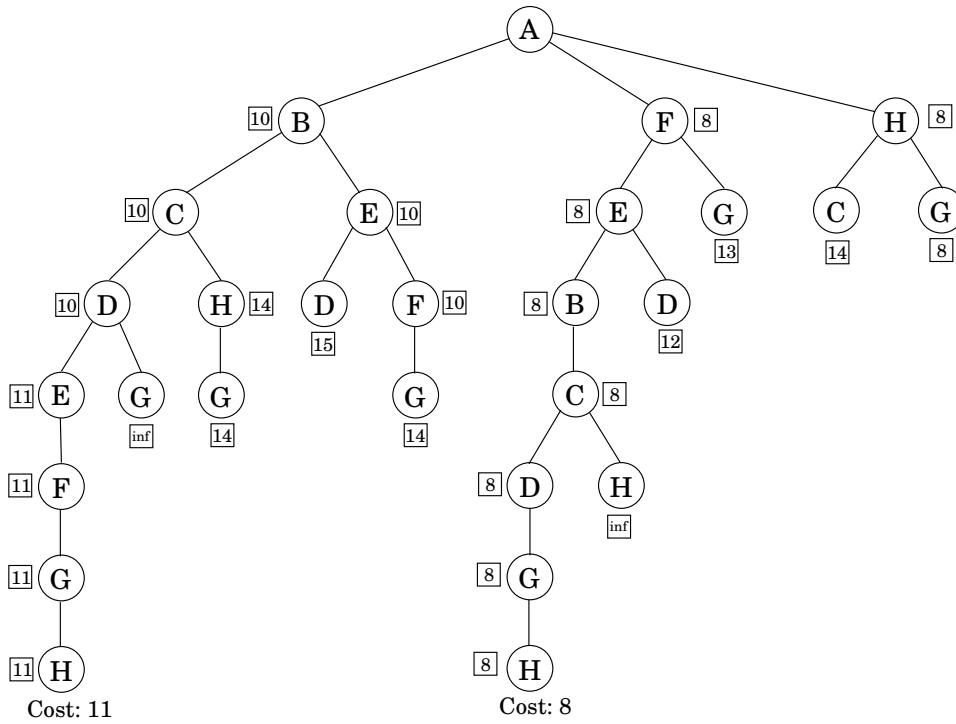 A
10 B
F 8
H 8
10 C
E 10
8 E
G
C
G
13
14
8
10 D
H 14
D
F 10
8 B
D
15
12
11 E
G
G
G
C 8
inf
14
14
11 F
8 D
H
inf
11 G
8 G
11 H
8 H
Cost: 11
Cost: 8